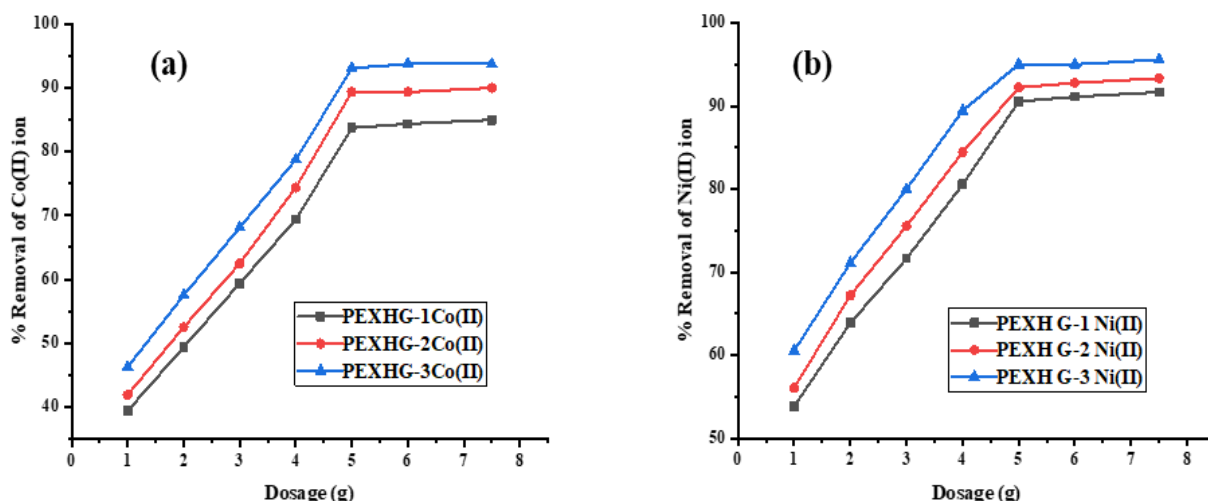 (a)
% Removal of Co(II) ion
100
90
80
70
60
50
40
0 1 2 3 4 5 6 7 8
Dosage (g)
PEXHG-1Co(II)
PEXHG-2Co(II)
PEXHG-3Co(II)
(b)
% Removal of Ni(II) ion
100
90
80
70
60
50
0 1 2 3 4 5 6 7 8
Dosage (g)
PEXH G-1 Ni(II)
PEXH G-2 Ni(II)
PEXH G-3 Ni(II)